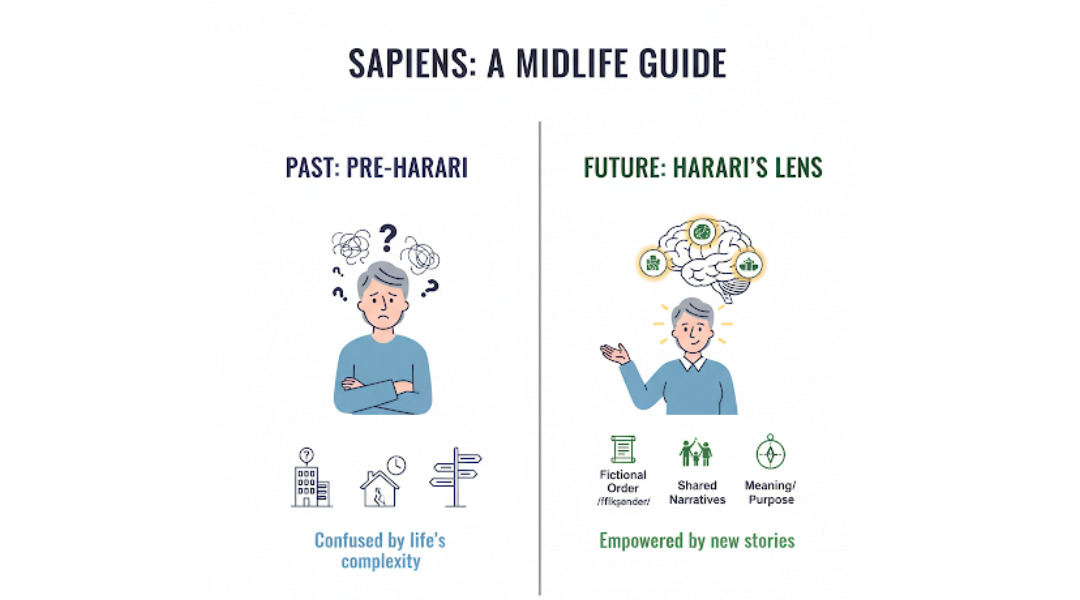 SAPIENS: A MIDLIFE GUIDE
PAST: PRE-HARARI
?
?
?
?
?
?
Confused by life's
complexity
FUTURE: HARARI'S LENS
Fictional
Order
Shared
Narratives
Meaning/
Purpose
Empowered by new stories